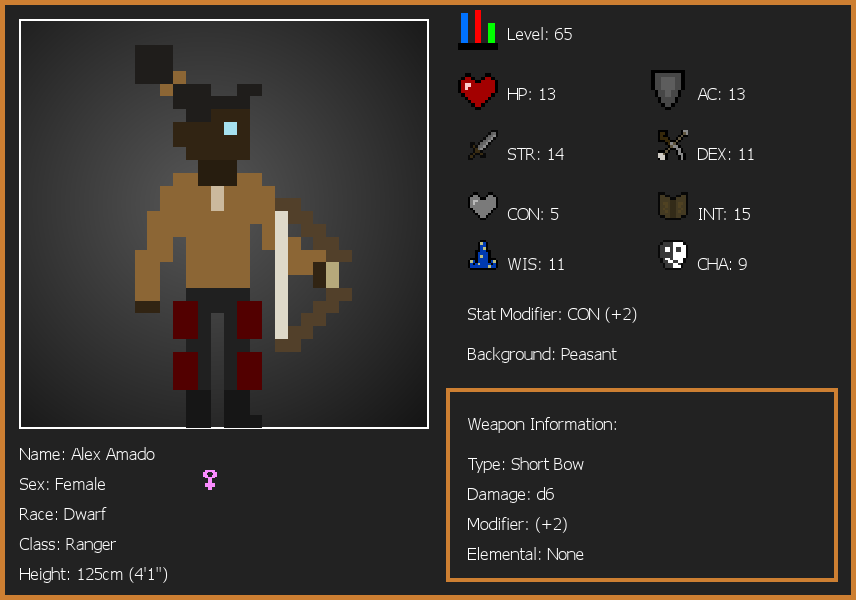 Level: 65
HP: 13
AC: 13
STR: 14
DEX: 11
CON: 5
INT: 15
WIS: 11
CHA: 9
Stat Modifier: CON (+2)
Background: Peasant
Weapon Information:
Type: Short Bow
Damage: d6
Modifier: (+2)
Elemental: None
Name: Alex Amado
Sex: Female
Race: Dwarf
Class: Ranger
Height: 125cm (4'1")